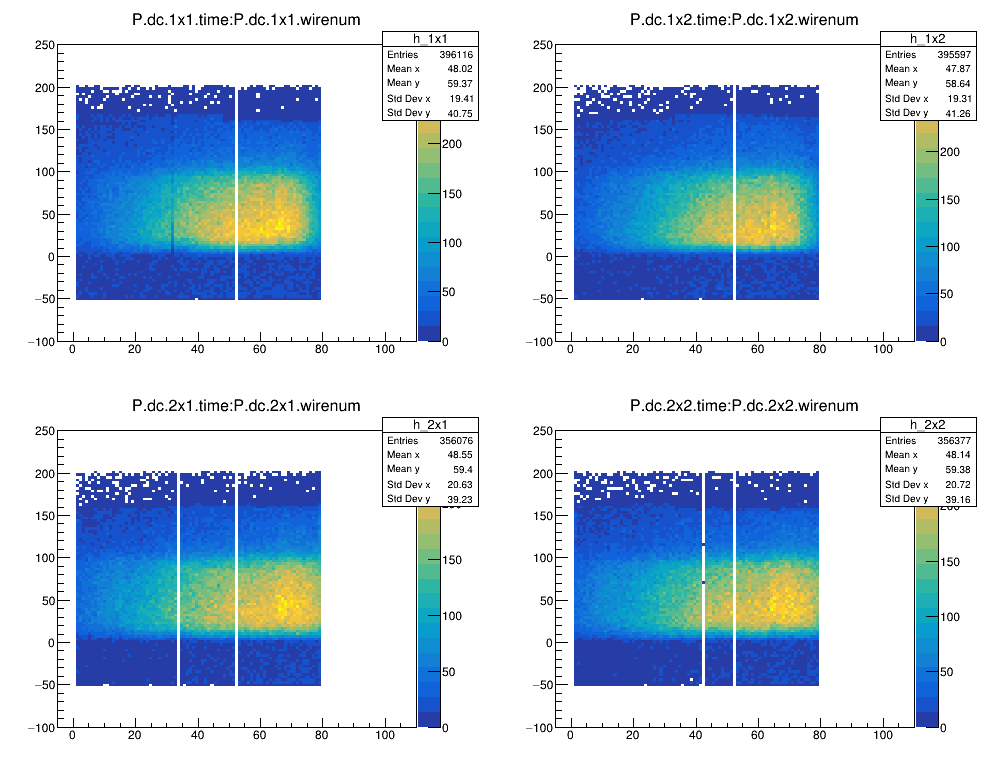 P.dc.1x1.time:P.dc.1x1.wirenum
h_1x1
Entries 396116
Mean x 48.02
Mean y 59.37
Std Dev x 19.41
Std Dev y 40.75
250
200
150
100
50
0
−50
−100
0 20 40 60 80 100
200
150
100
50
0
P.dc.1x2.time:P.dc.1x2.wirenum
h_1x2
Entries 395597
Mean x 47.87
Mean y 58.64
Std Dev x 19.31
Std Dev y 41.26
250
200
150
100
50
0
−50
−100
0 20 40 60 80 100
200
150
100
50
0
P.dc.2x1.time:P.dc.2x1.wirenum
h_2x1
Entries 356076
Mean x 48.55
Mean y 59.4
Std Dev x 20.63
Std Dev y 39.23
250
200
150
100
50
0
−50
−100
0 20 40 60 80 100
200
150
100
50
0
P.dc.2x2.time:P.dc.2x2.wirenum
h_2x2
Entries 356377
Mean x 48.14
Mean y 59.38
Std Dev x 20.72
Std Dev y 39.16
250
200
150
100
50
0
−50
−100
0 20 40 60 80 100
200
150
100
50
0